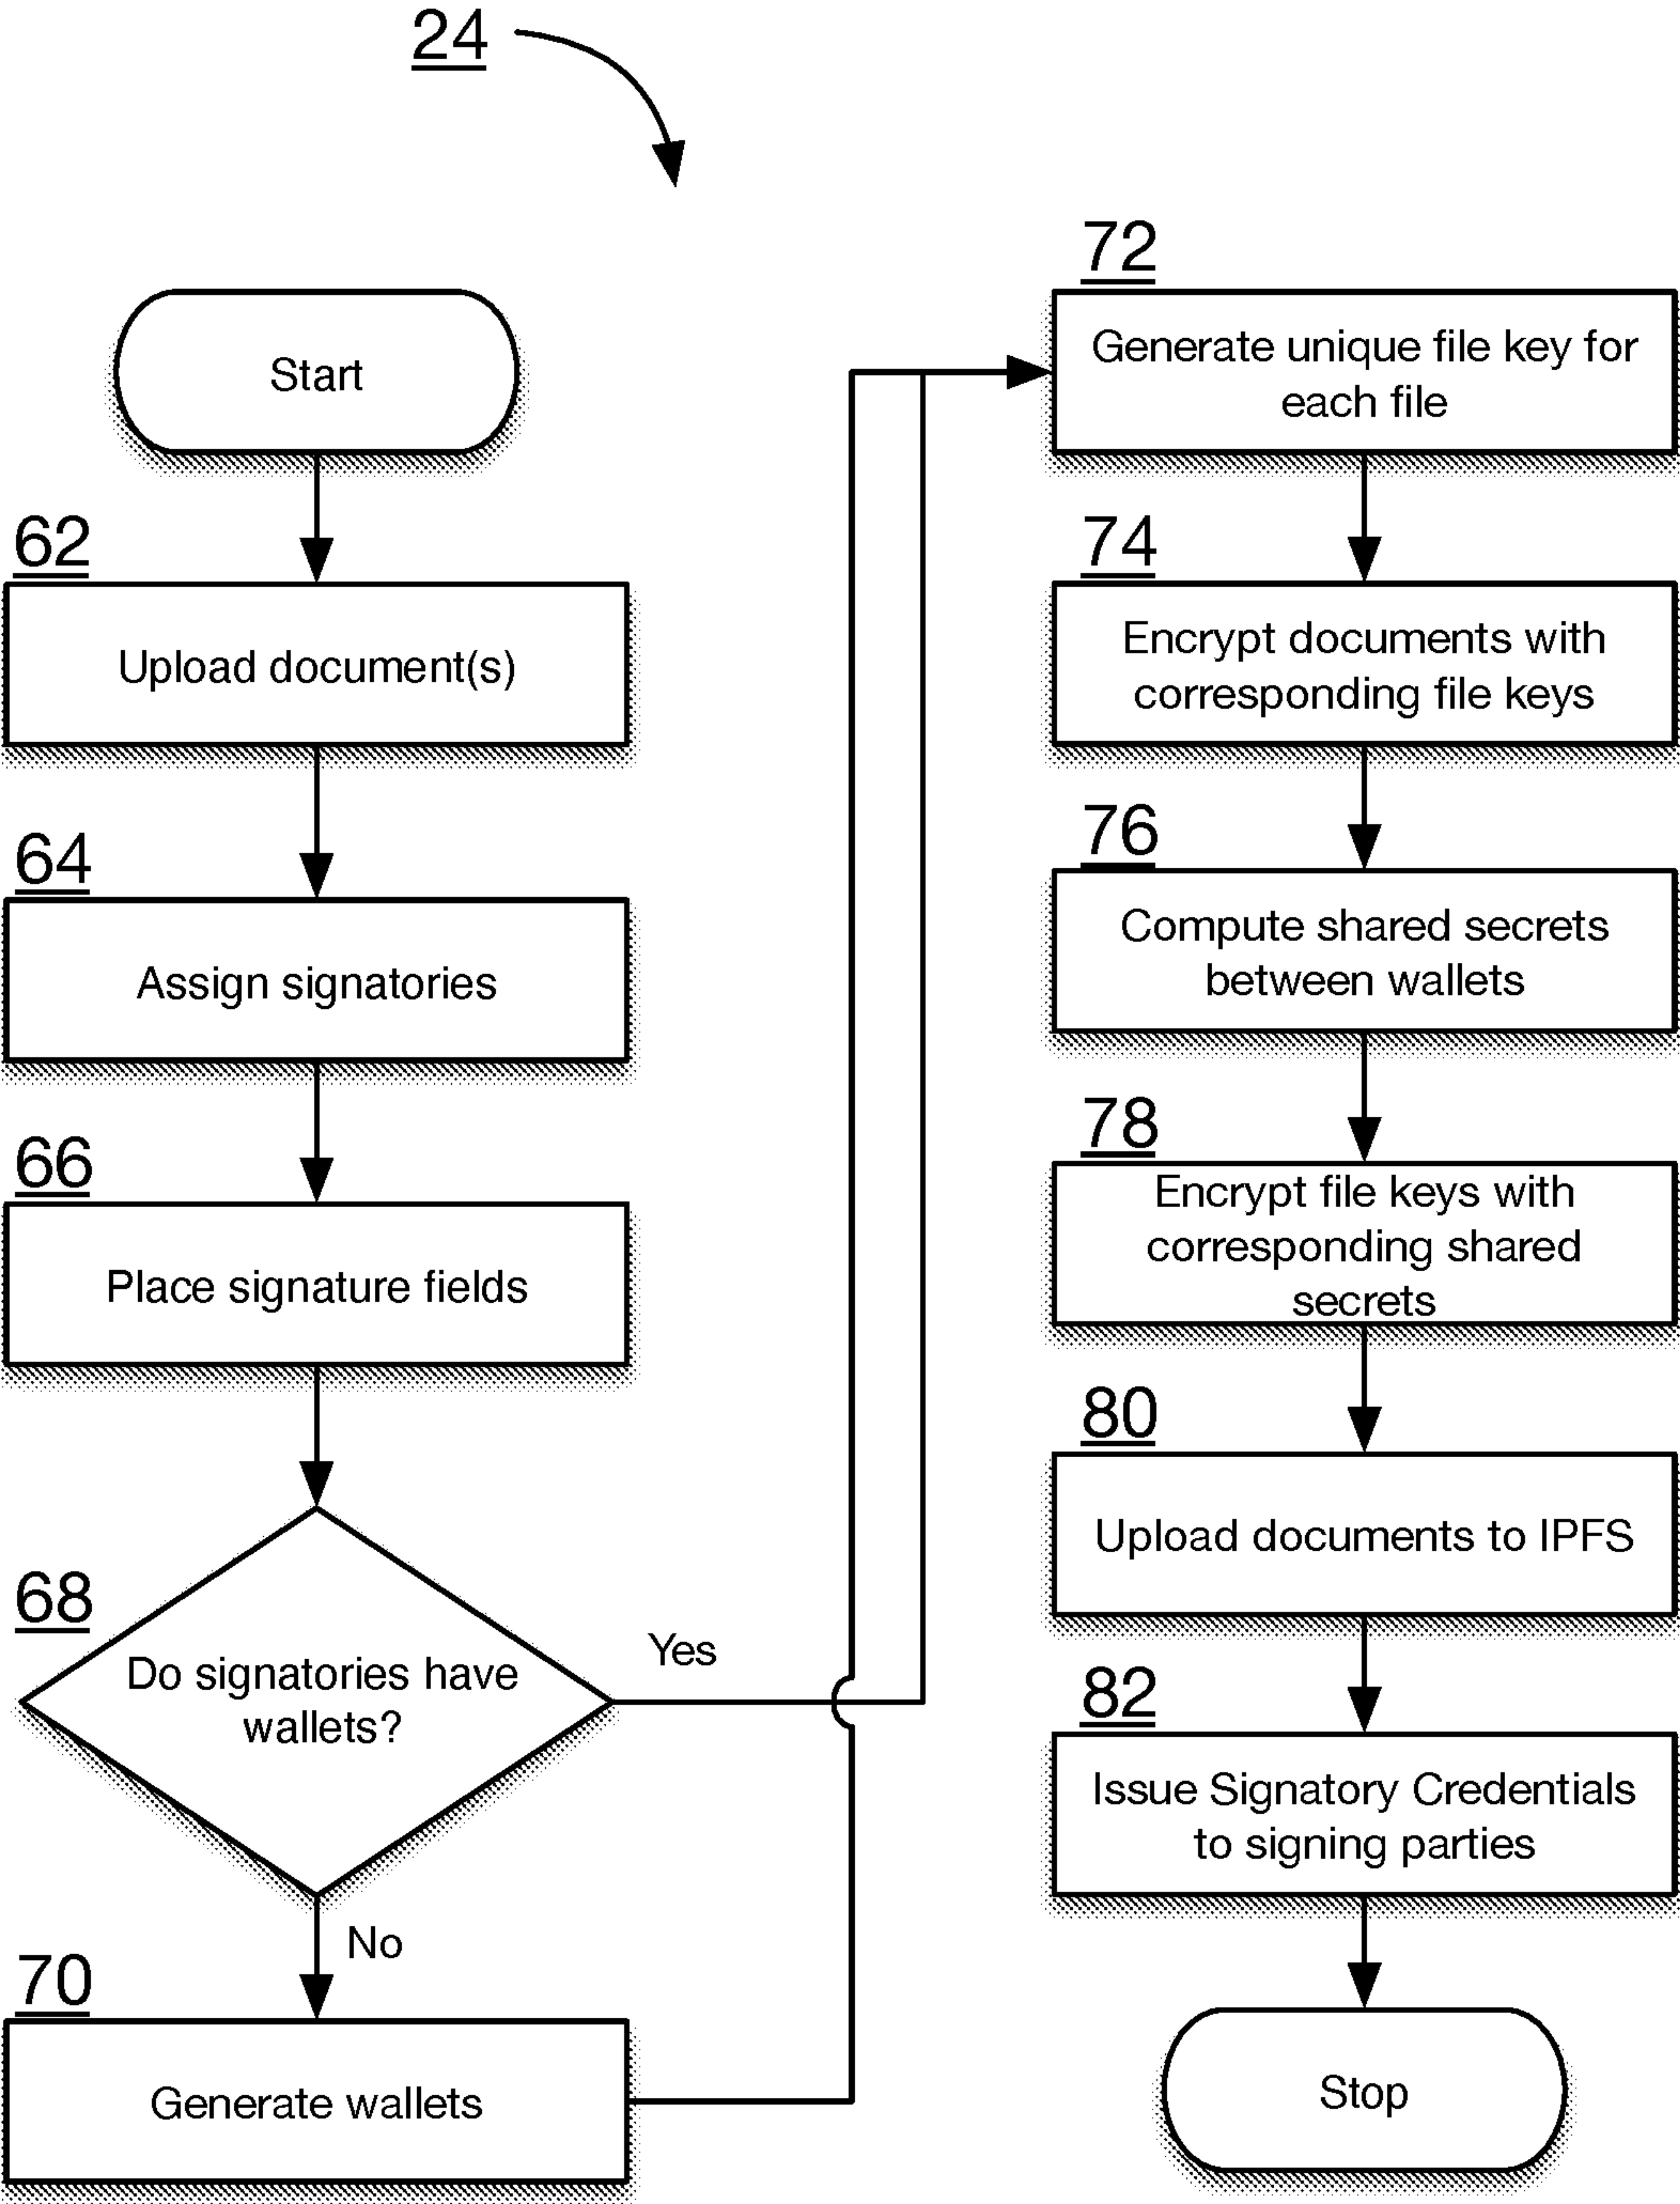 24
Start
62
Upload document(s)
64
Assign signatories
66
Place signature fields
68
Do signatories have
wallets?
Yes
No
70
Generate wallets
72
Generate unique file key for
each file
74
Encrypt documents with
corresponding file keys
76
Compute shared secrets
between wallets
78
Encrypt file keys with
corresponding shared
secrets
80
Upload documents to IPFS
82
Issue Signatory Credentials
to signing parties
Stop